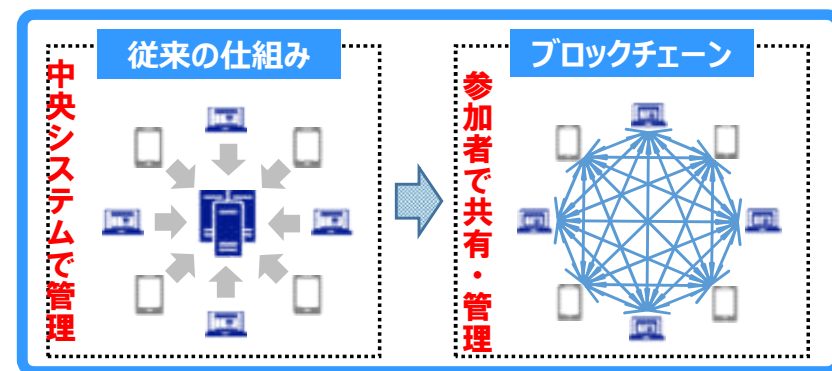 従来の仕組み
中央システムで管理
ブロックチェーン
参加者で共有・管理